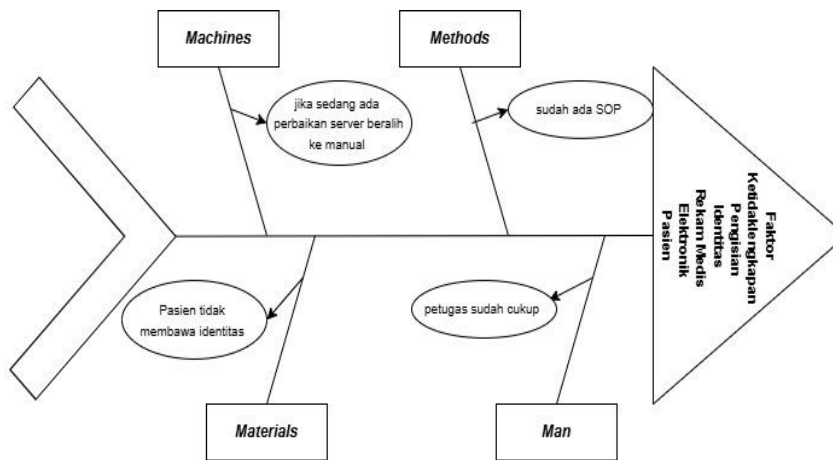 Machines
Methods
jika sedang ada
perbaikan server beralih
ke manual
sudah ada SOP
Faktor
Ketidaklengkapan
Pengisian
Identitas
Rekam Medis
Elektronik
Pasien
Pasien tidak
membawa identitas
petugas sudah cukup
Materials
Man